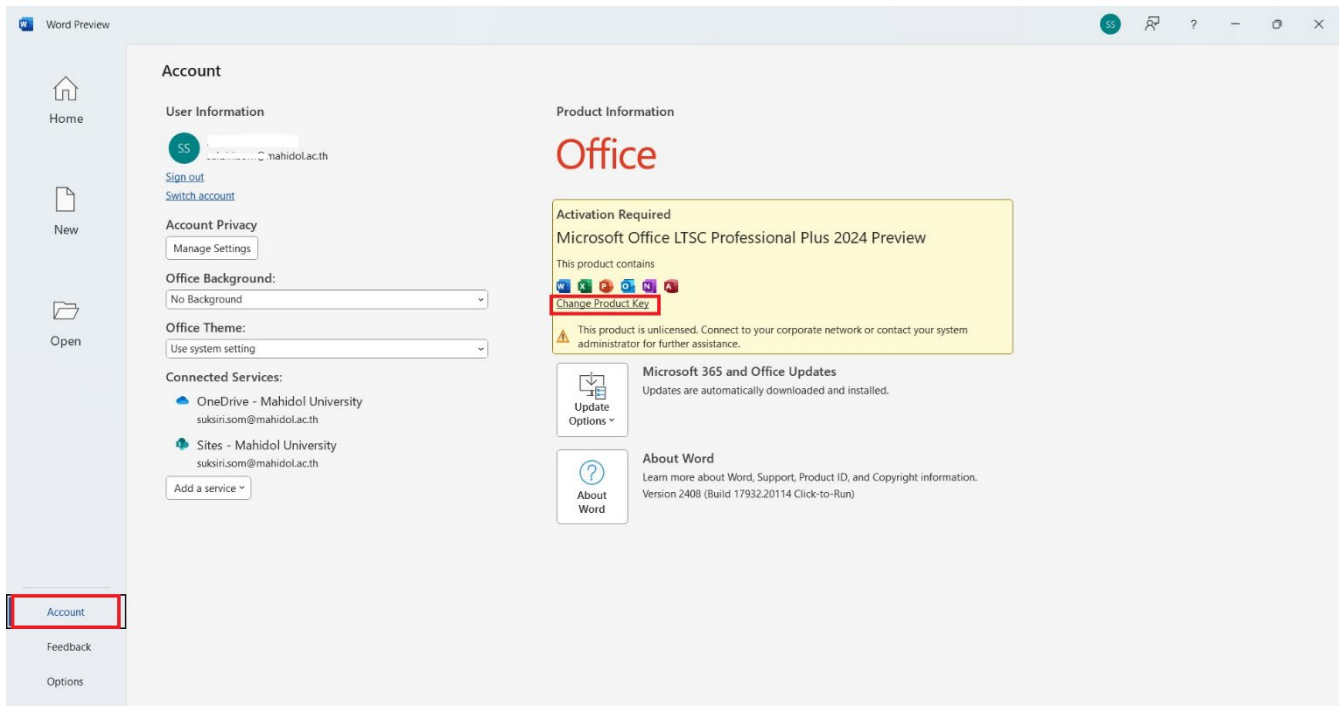 Word Preview
SS
?
Account
Home
New
Open
User Information
SS
mahidol.ac.th
Sign out
Switch account
Account Privacy
Manage Settings
Office Background:
No Background
Office Theme:
Use system setting
Connected Services:
OneDrive - Mahidol University
suksiri.som@mahidol.ac.th
Sites - Mahidol University
suksiri.som@mahidol.ac.th
Add a service
Product Information
Office
Activation Required
Microsoft Office LTSC Professional Plus 2024 Preview
This product contains
Change Product Key
This product is unlicensed. Connect to your corporate network or contact your system
administrator for further assistance.
Update
Options
Microsoft 365 and Office Updates
Updates are automatically downloaded and installed.
About
Word
About Word
Learn more about Word, Support, Product ID, and Copyright information.
Version 2408 (Build 17932.20114 Click-to-Run)
Account
Feedback
Options